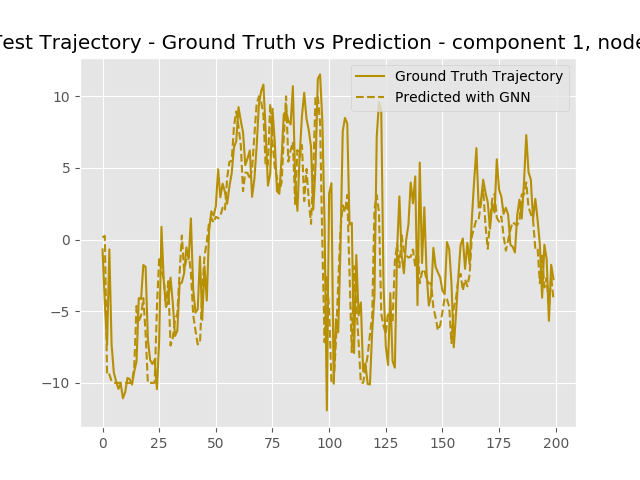 Test Trajectory - Ground Truth vs Prediction - component 1, node
Ground Truth Trajectory
Predicted with GNN
10
5
0
−5
−10
0 25 50 75 100 125 150 175 200